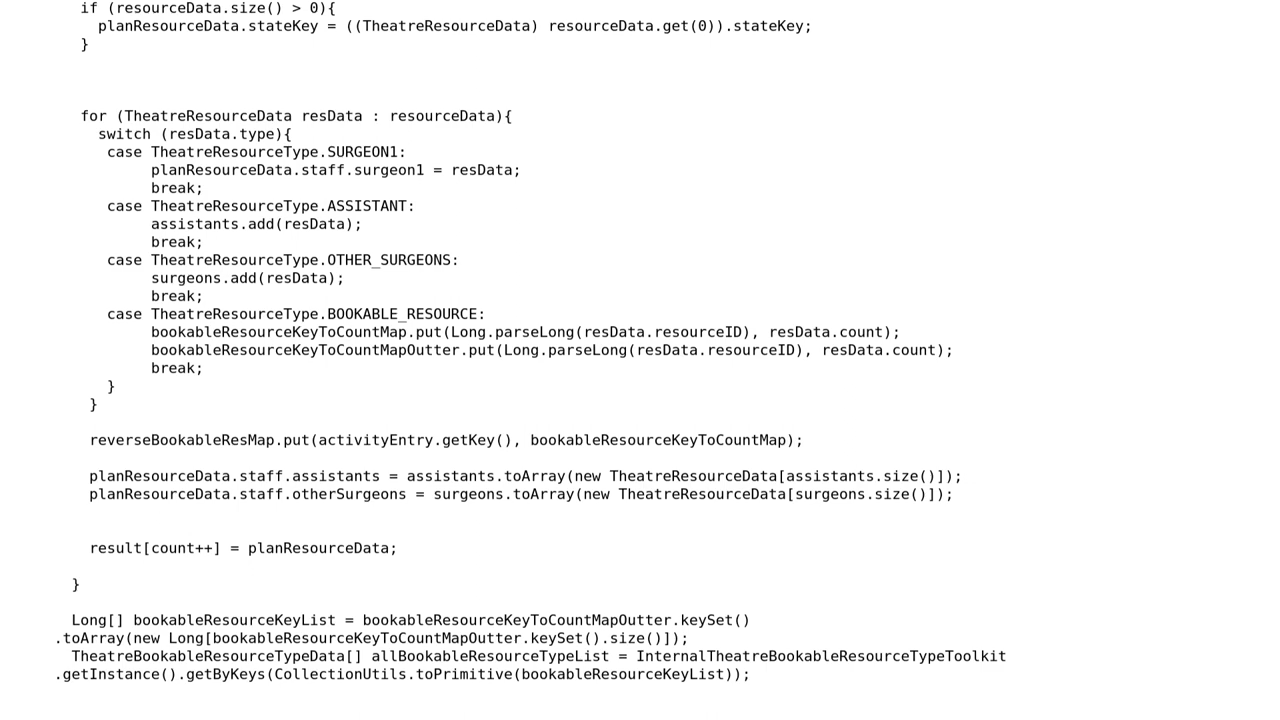 if (resourceData.size() > 0){
planResourceData.stateKey = ((TheatreResourceData) resourceData.get(0)).stateKey;
}
for (TheatreResourceData resData : resourceData){
switch (resData.type){
case TheatreResourceType.SURGEON1:
planResourceData.staff.surgeon1 = resData;
break;
case TheatreResourceType.ASSISTANT:
assistants.add(resData);
break;
case TheatreResourceType.OTHER_SURGEONS:
surgeons.add(resData);
break;
case TheatreResourceType.BOOKABLE_RESOURCE:
bookableResourceKeyToCountMap.put(Long.parseLong(resData.resourceID), resData.count);
bookableResourceKeyToCountMapOutter.put(Long.parseLong(resData.resourceID), resData.count);
break;
}
}
reverseBookableResMap.put(activityEntry.getKey(), bookableResourceKeyToCountMap);
planResourceData.staff.assistants = assistants.toArray(new TheatreResourceData[assistants.size()]);
planResourceData.staff.otherSurgeons = surgeons.toArray(new TheatreResourceData[surgeons.size()]);
result[count++] = planResourceData;
}
Long[] bookableResourceKeyList = bookableResourceKeyToCountMapOutter.keySet()
.toArray(new Long[bookableResourceKeyToCountMapOutter.keySet().size()]);
TheatreBookableResourceTypeData[] allBookableResourceTypeList = InternalTheatreBookableResourceTypeToolkit
.getInstance().getByKeys(CollectionUtils.toPrimitive(bookableResourceKeyList));